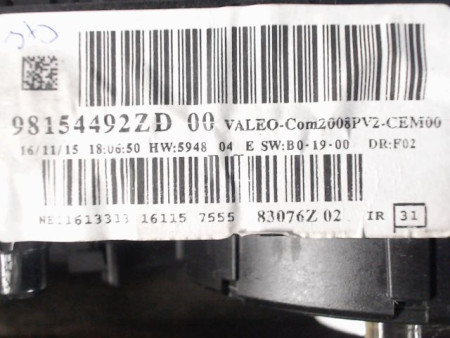 98154492ZD 00 VALEO-Com2008PV2-CEM00
16/11/15 18:06:50 HW:5948 04 E SW:B0-19-00 DR:F02
16115 7555 83076Z 02 IR 31